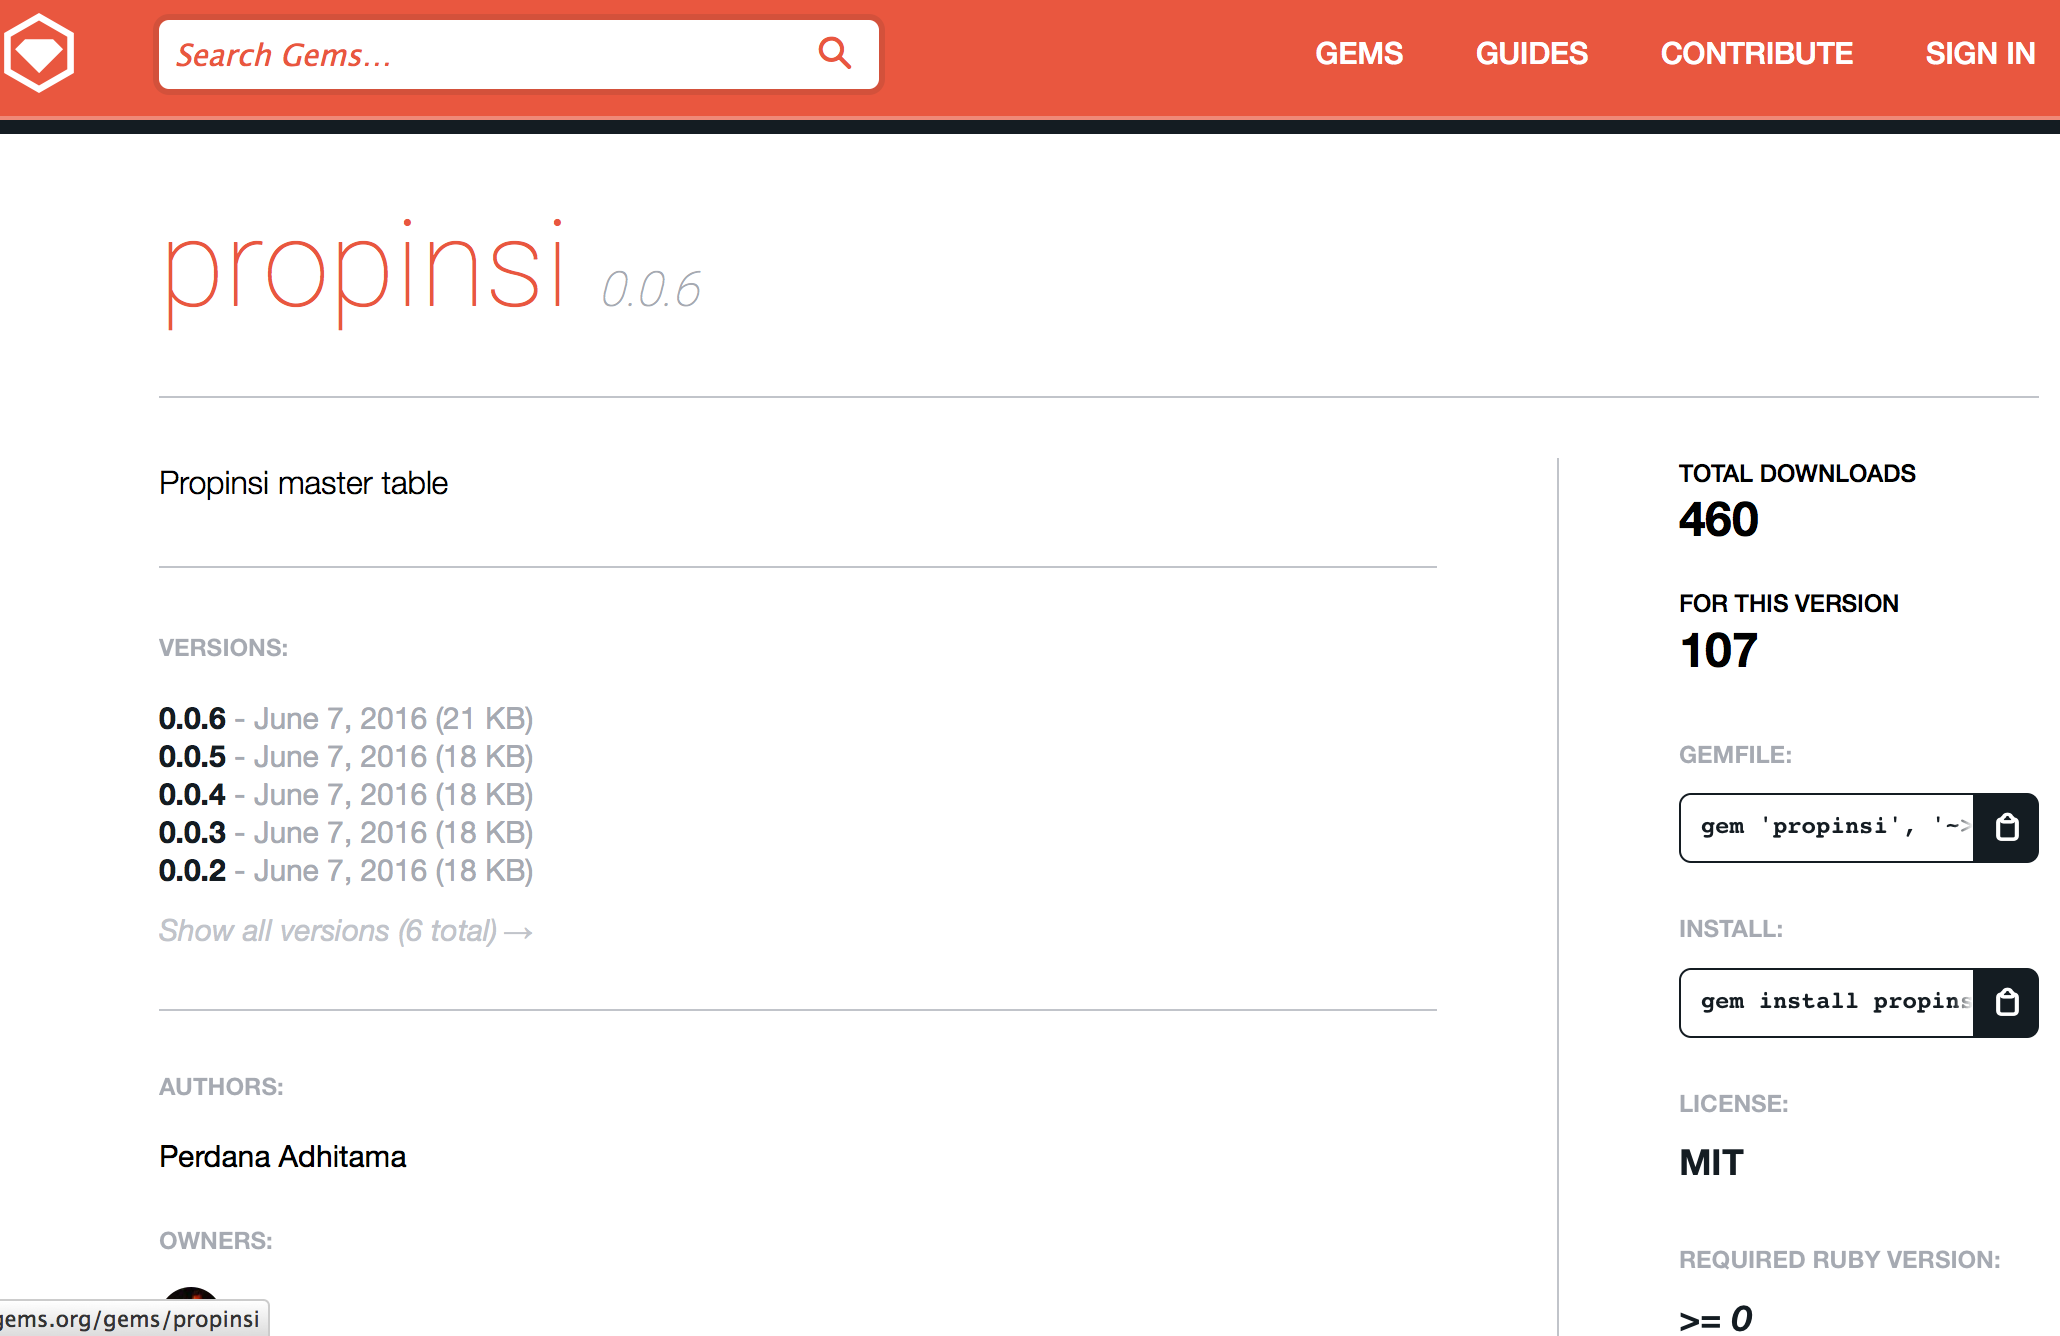 Search Gems...
GEMS
GUIDES
CONTRIBUTE
SIGN IN
propinsi 0.0.6
Propinsi master table
VERSIONS:
0.0.6 - June 7, 2016 (21 KB)
0.0.5 - June 7, 2016 (18 KB)
0.0.4 - June 7, 2016 (18 KB)
0.0.3 - June 7, 2016 (18 KB)
0.0.2 - June 7, 2016 (18 KB)
Show all versions (6 total) →
AUTHORS:
Perdana Adhitama
OWNERS:
TOTAL DOWNLOADS
460
FOR THIS VERSION
107
GEMFILE:
gem 'propinsi', '~>
INSTALL:
gem install propins
LICENSE:
MIT
REQUIRED RUBY VERSION:
>= 0
gems.org/gems/propinsi